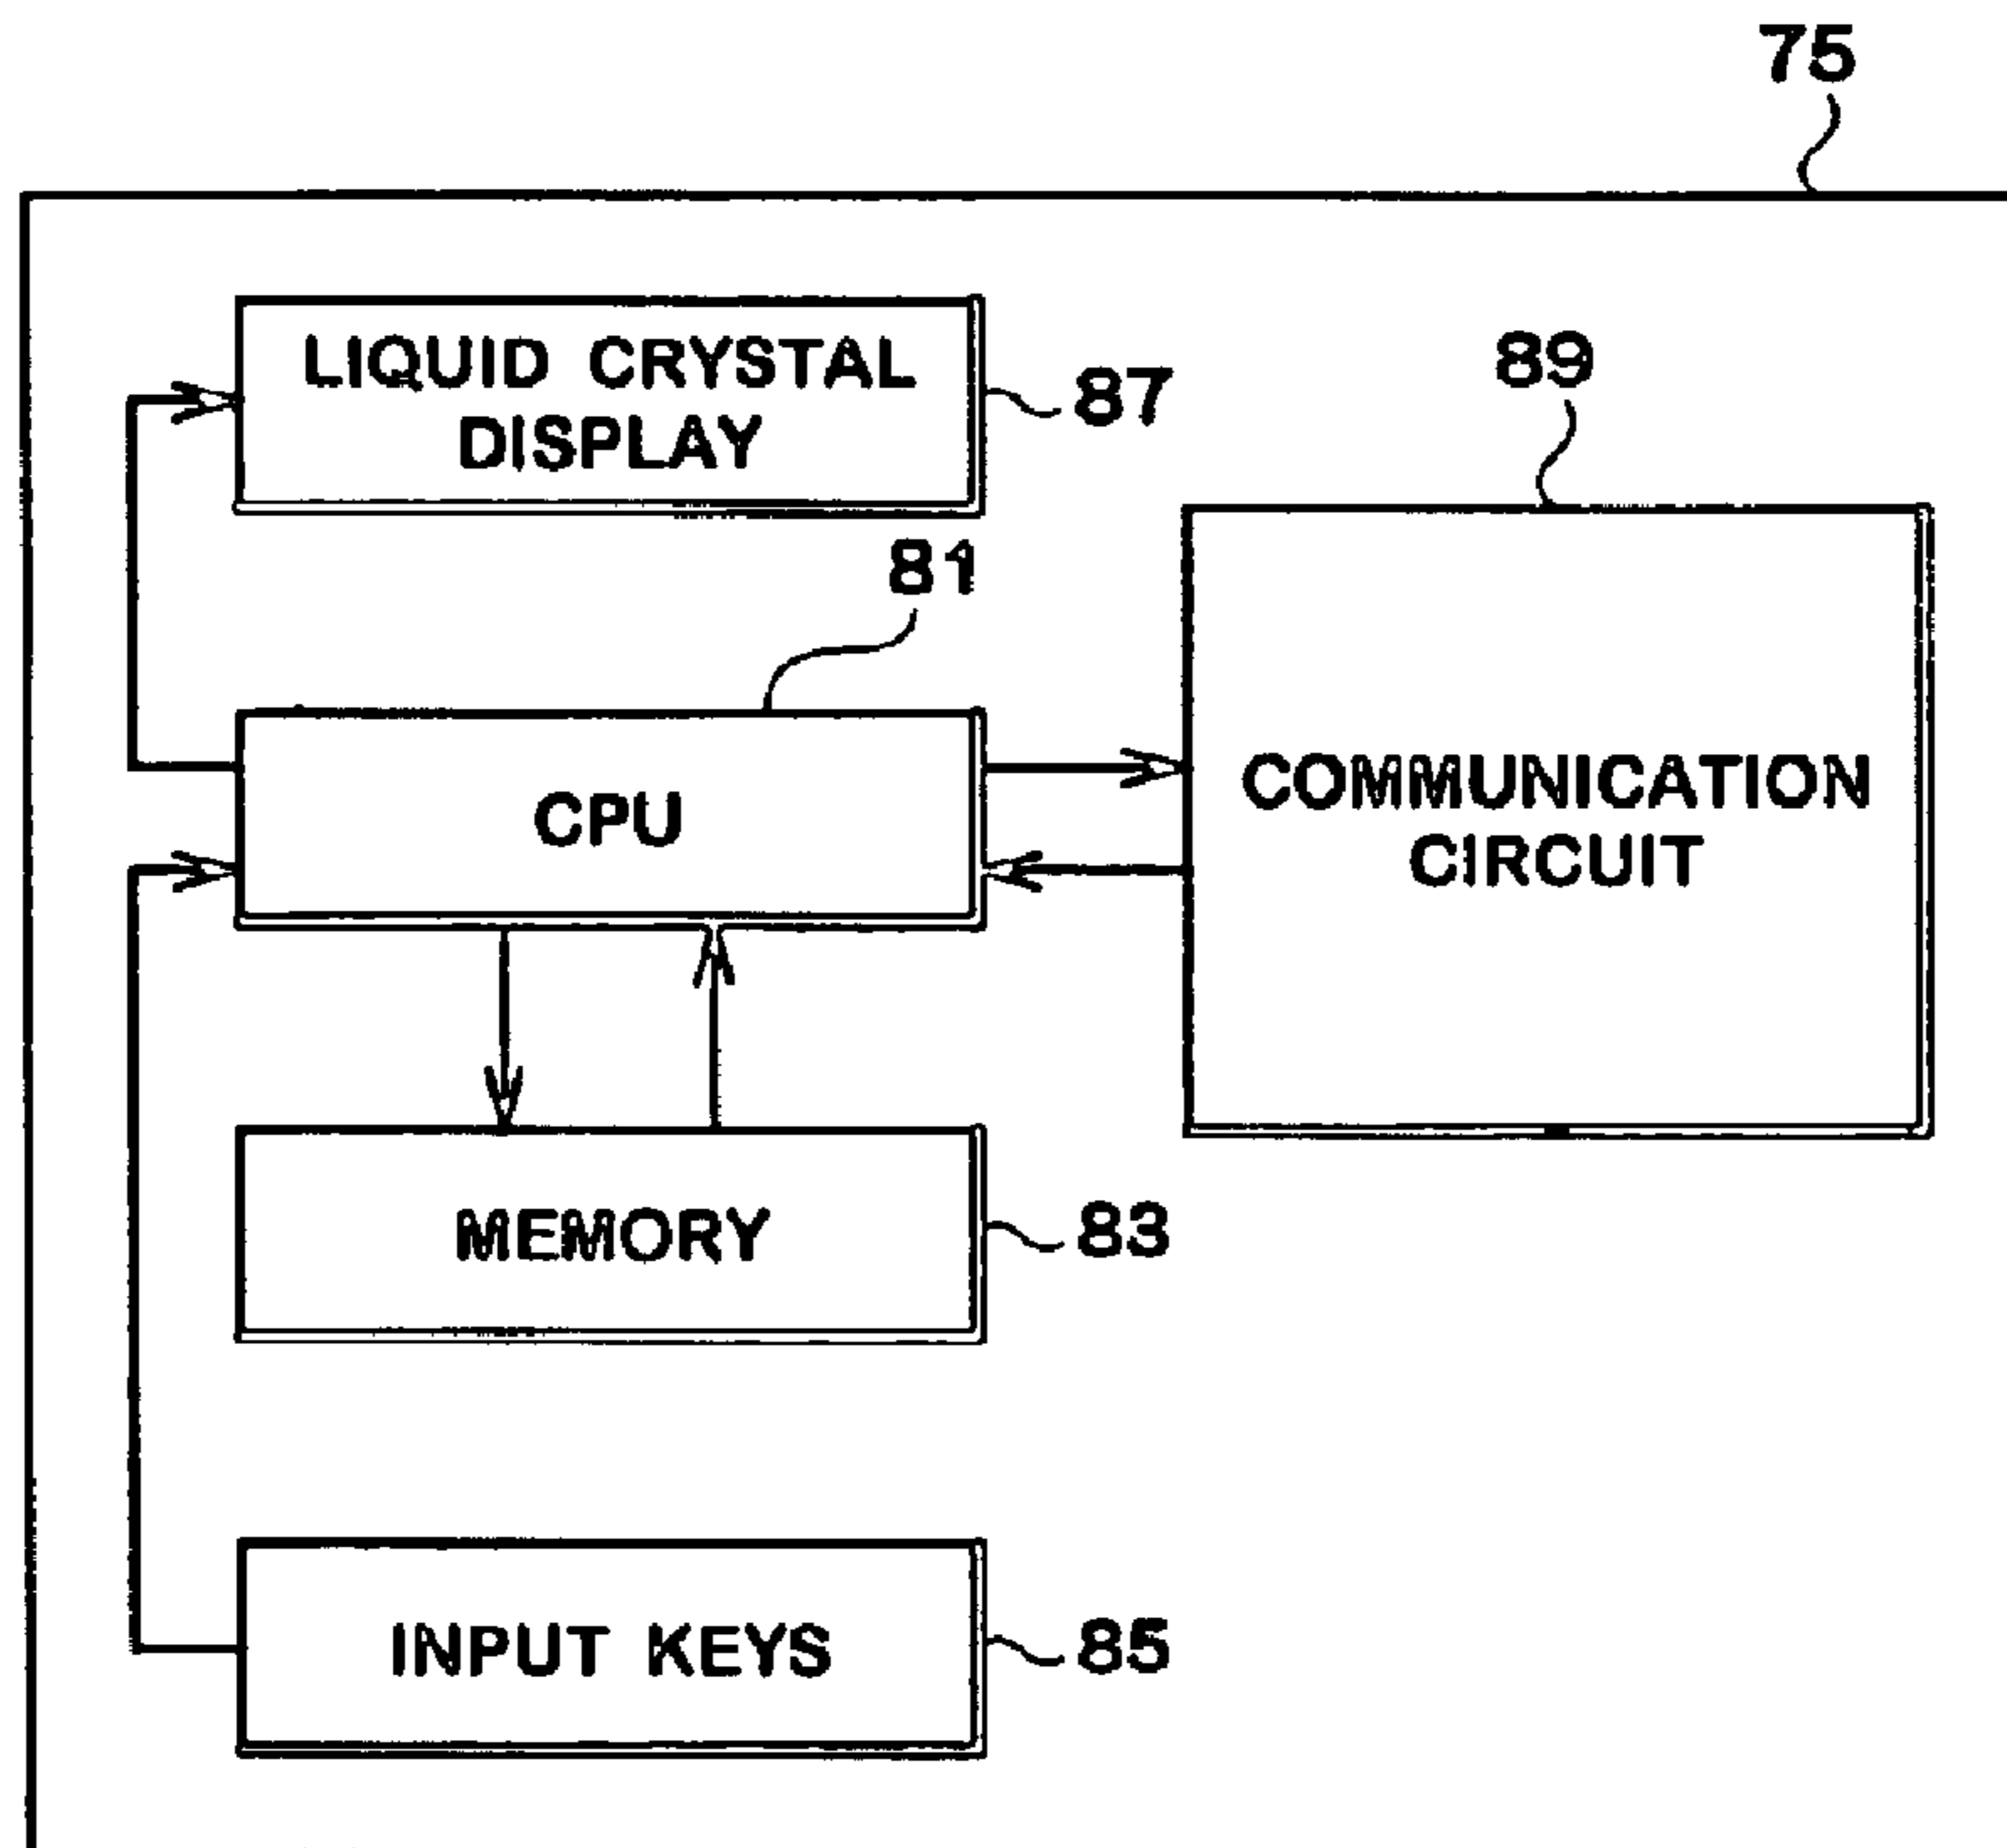 75
LIQUID CRYSTAL
DISPLAY
87
89
81
CPU
COMMUNICATION
CIRCUIT
MEMORY
83
INPUT KEYS
85